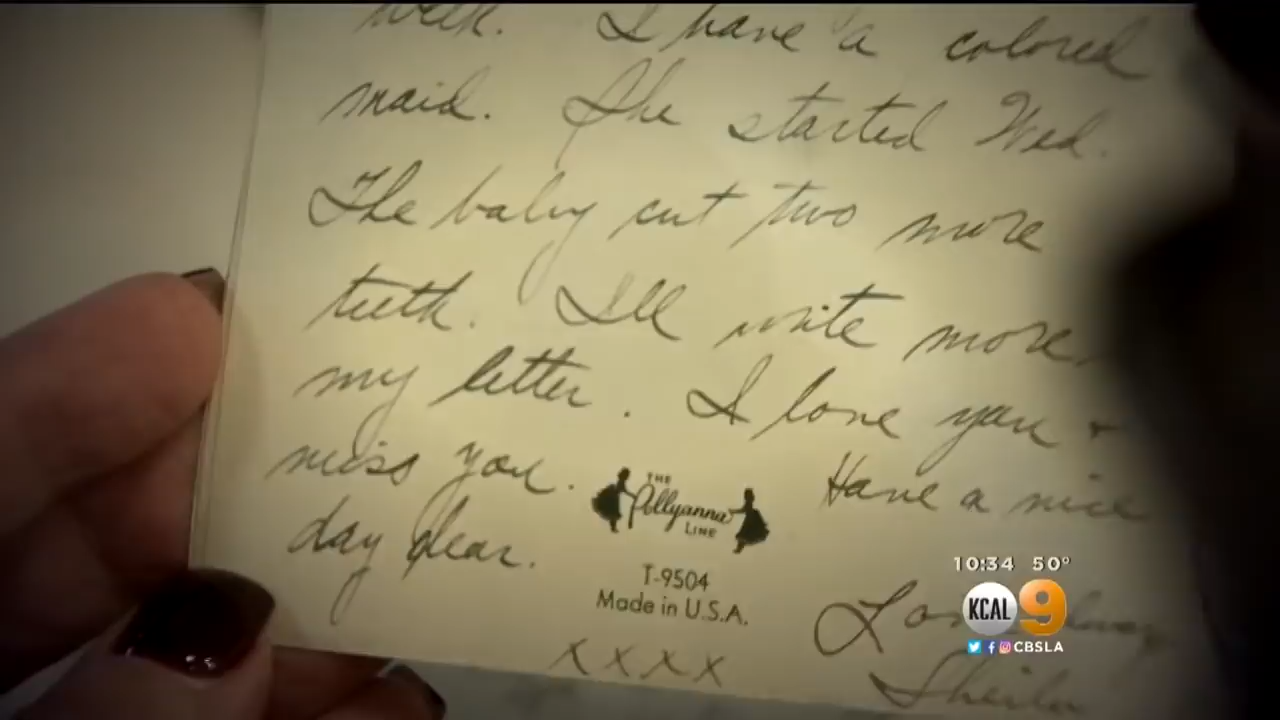 week. I have a colored
maid. She started Wed.
The baby cut two more
teeth. I'll write more
my letter. I love you +
miss you. Have a nice
day dear.
THE
Pollyanna
LINE
T-9504
Made in U.S.A.
Sheila
XXXX
10:34 50°
KCAL 9
CBSLA